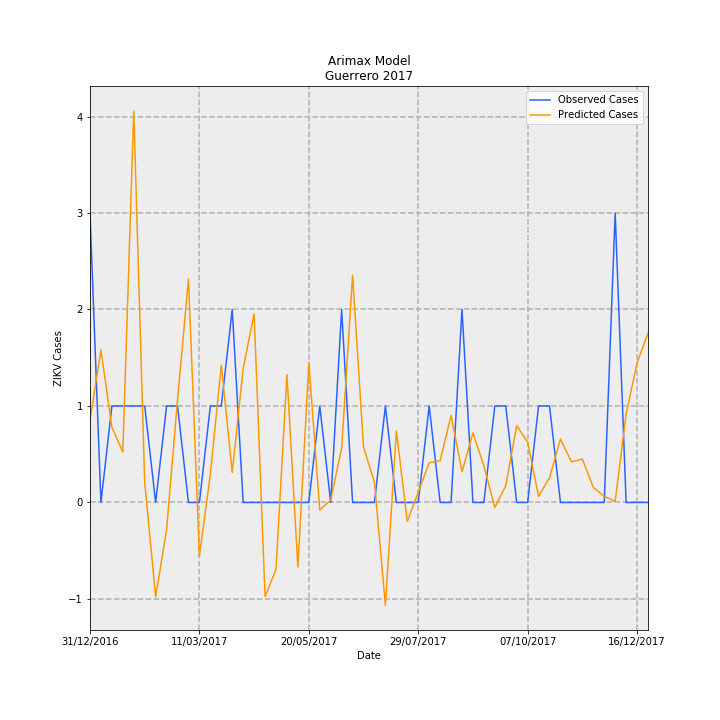 Arimax Model
Guerrero 2017
Observed Cases
Predicted Cases
ZIKV Cases
4
3
2
1
0
−1
31/12/2016
11/03/2017
20/05/2017
29/07/2017
07/10/2017
16/12/2017
Date